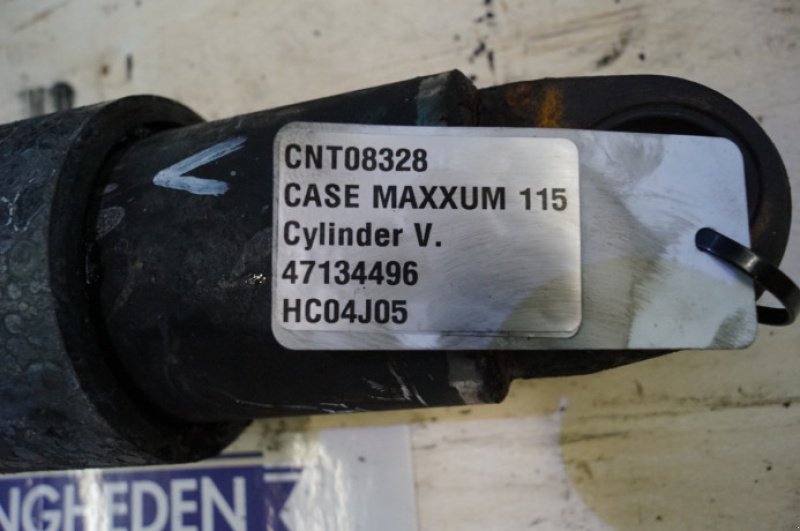 CNT08328
CASE MAXXUM 115
Cylinder V.
47134496
HC04J05
NGHEDEN